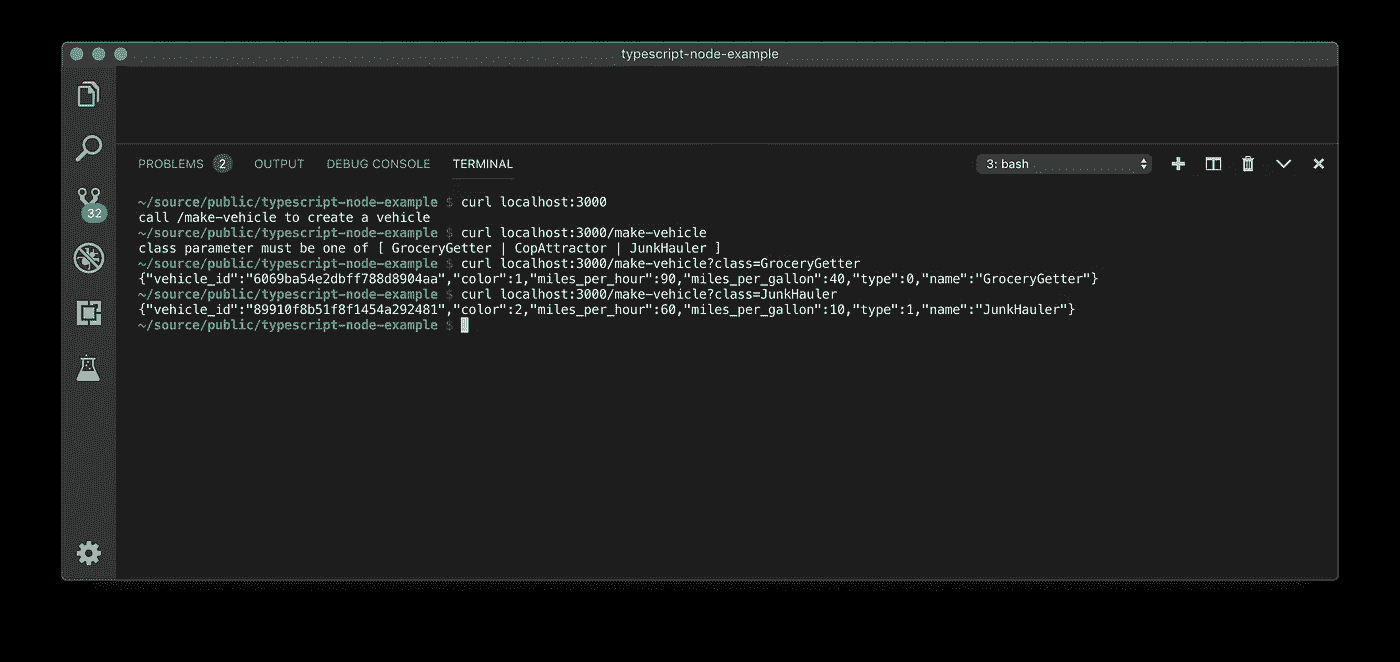 typescript-node-example
PROBLEMS 2 OUTPUT DEBUG CONSOLE TERMINAL 3: bash
32
~/source/public/typescript-node-example $ curl localhost:3000
call /make-vehicle to create a vehicle
~/source/public/typescript-node-example $ curl localhost:3000/make-vehicle
class parameter must be one of [ GroceryGetter | CopAttractor | JunkHauler ]
~/source/public/typescript-node-example $ curl localhost:3000/make-vehicle?class=GroceryGetter
{"vehicle_id":"6069ba54e2dbff788d8904aa","color":1,"miles_per_hour":90,"miles_per_gallon":40,"type":0,"name":"GroceryGetter"}
~/source/public/typescript-node-example $ curl localhost:3000/make-vehicle?class=JunkHauler
{"vehicle_id":"89910f8b51f8f1454a292481","color":2,"miles_per_hour":60,"miles_per_gallon":10,"type":1,"name":"JunkHauler"}
~/source/public/typescript-node-example $